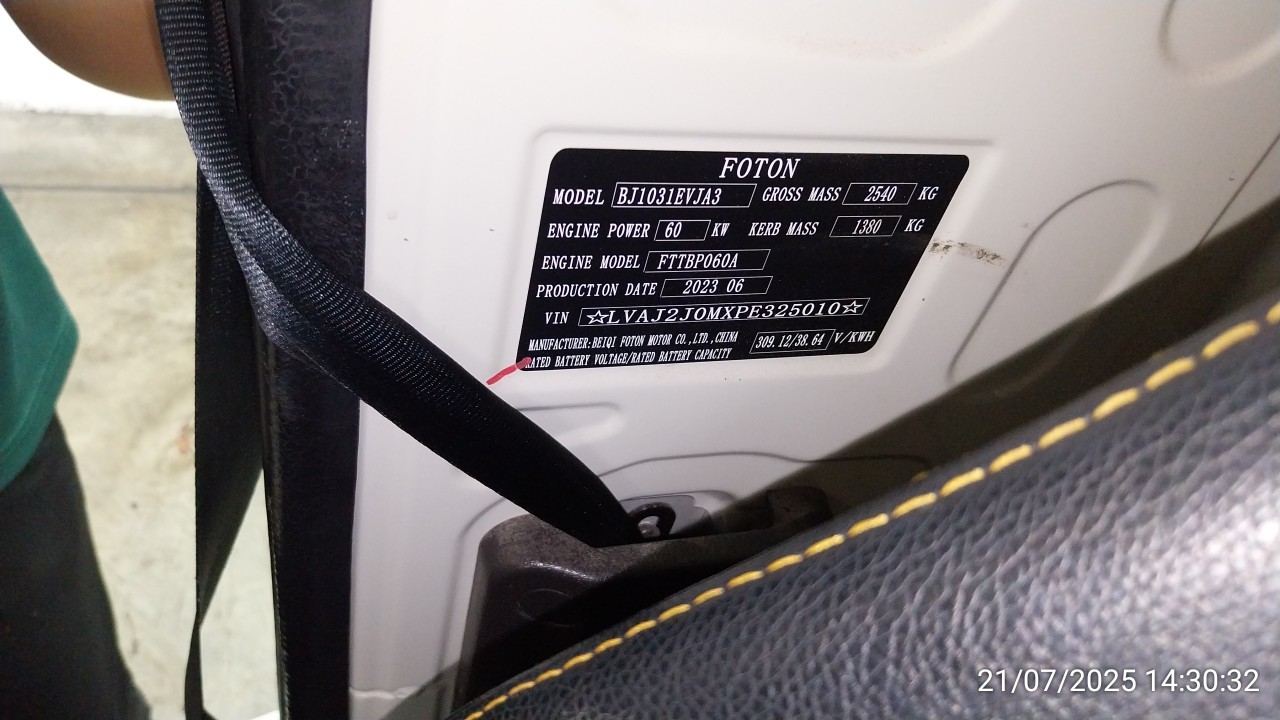 FOTON
MODEL BJ1031EVJA3 GROSS MASS 2540 KG
ENGINE POWER 60 KW KERB MASS 1380 KG
ENGINE MODEL FTTBP060A
PRODUCTION DATE 2023 06
VIN ☆LVAJ2J0MXPE325010☆
MANUFACTURER:BEIQI FOTON MOTOR CO.,LTD.,CHINA
RATED BATTERY VOLTAGE/RATED BATTERY CAPACITY 309.12/38.64 V/KWH
21/07/2025 14:30:32